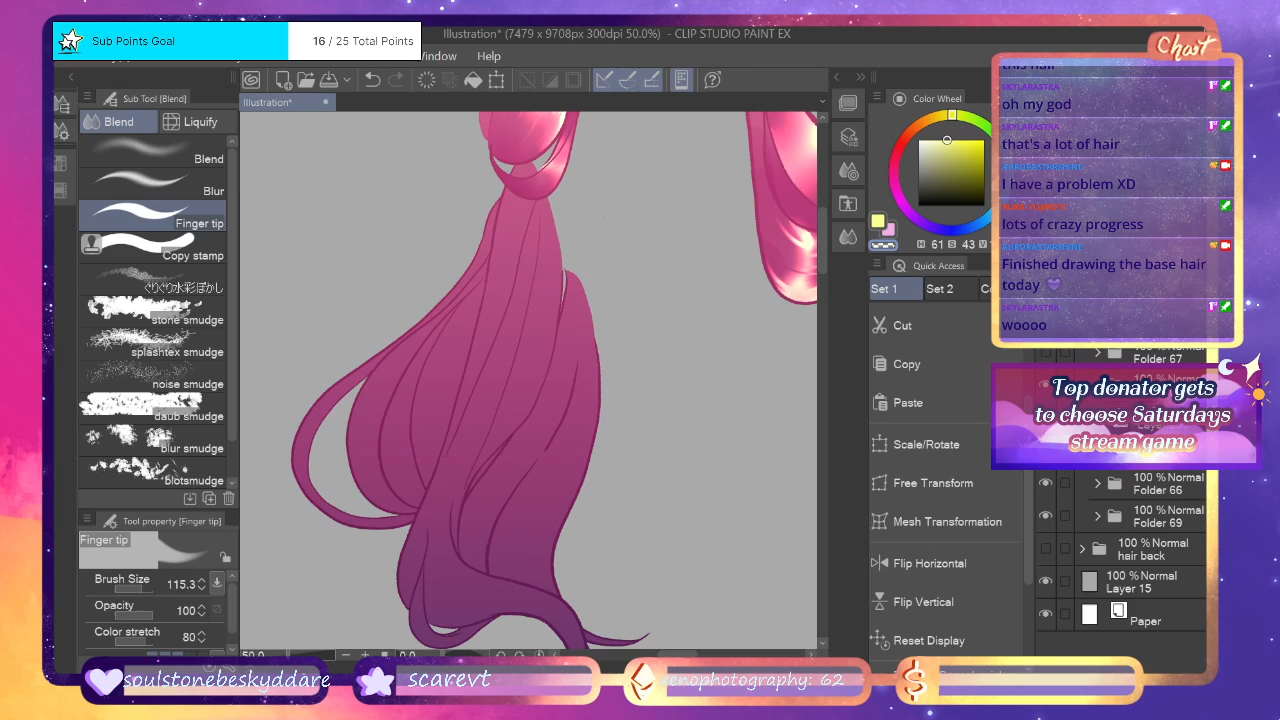 Sub Points Goal
16 / 25 Total Points
Illustration* (7479 x 9708px 300dpi 50.0%) - CLIP STUDIO PAINT EX
Window Help
Sub Tool [Blend]
Blend
Liquify
Blend
Blur
Finger tip
Copy stamp
stone smudge
splashtex smudge
noise smudge
daub smudge
blur smudge
blotsmudge
Tool property [Finger tip]
Finger tip
Brush Size 115.3
Opacity 100
Color stretch 80
Illustration*
50.0
0.0
Color Wheel
H 61 S 43 V
Quick Access
Set 1 Set 2
Cut
Copy
Paste
Scale/Rotate
Free Transform
Mesh Transformation
Flip Horizontal
Flip Vertical
Reset Display
Chat
this hair
SKYLARASTRA
oh my god
SKYLARASTRA
that's a lot of hair
AURORASTARSHINE
I have a problem XD
lots of crazy progress
AURORASTARSHINE
Finished drawing the base hair
today 💜
SKYLARASTRA
woooo
100 % Normal
Folder 67
Top donator gets
to choose Saturdays
stream game
100 % Normal
Folder 66
100 % Normal
Folder 69
100 % Normal
hair back
100 % Normal
Layer 15
Paper
soulstonebeskyddare
scarevt
xenophotography: 62